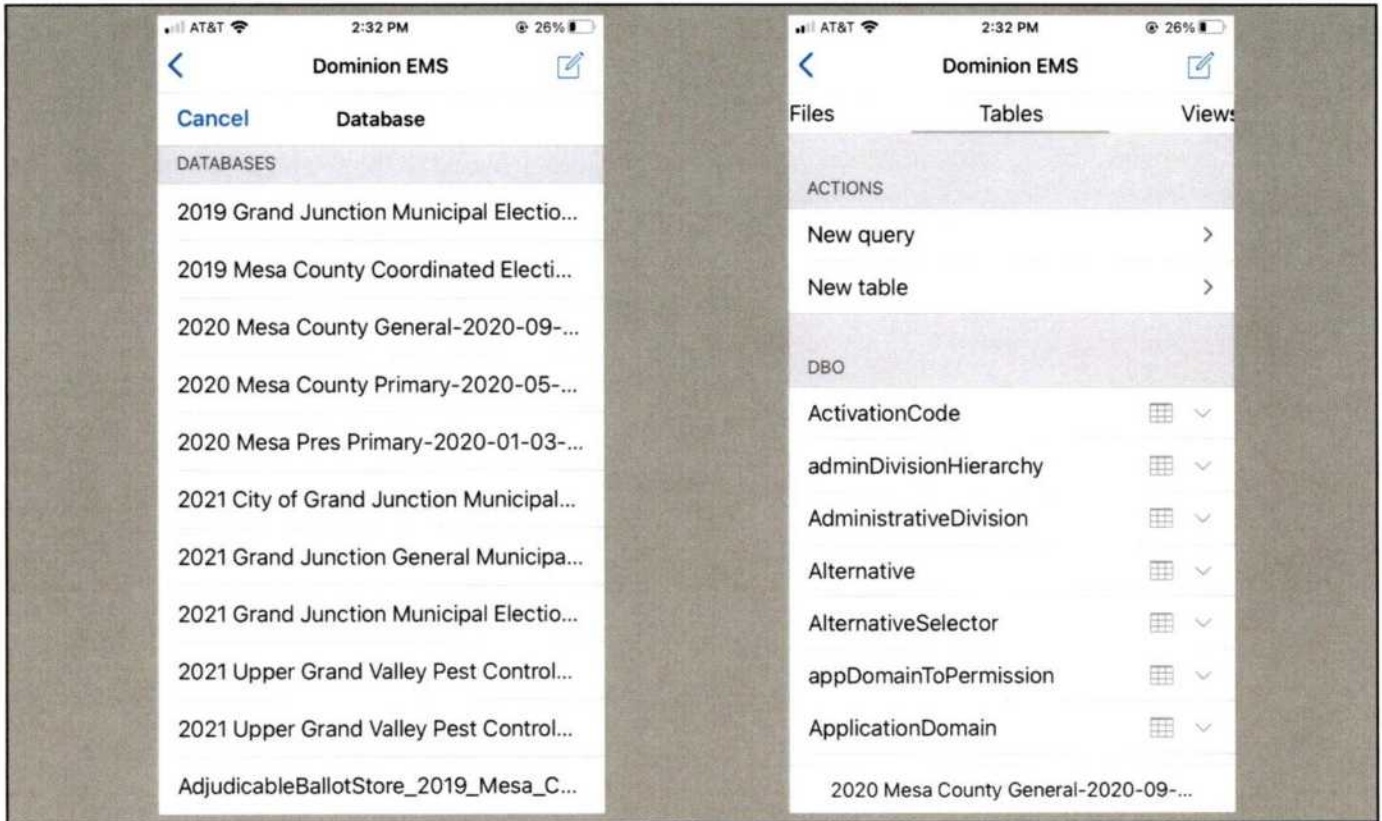 AT&T 2:32 PM 26%
Dominion EMS
Cancel Database
DATABASES
2019 Grand Junction Municipal Electio...
2019 Mesa County Coordinated Electi...
2020 Mesa County General-2020-09-...
2020 Mesa County Primary-2020-05-...
2020 Mesa Pres Primary-2020-01-03-...
2021 City of Grand Junction Municipal...
2021 Grand Junction General Municipa...
2021 Grand Junction Municipal Electio...
2021 Upper Grand Valley Pest Control...
2021 Upper Grand Valley Pest Control...
AdjudicableBallotStore_2019_Mesa_C...
AT&T 2:32 PM 26%
Dominion EMS
Files Tables Views
ACTIONS
New query
New table
DBO
ActivationCode
adminDivisionHierarchy
AdministrativeDivision
Alternative
AlternativeSelector
appDomainToPermission
ApplicationDomain
2020 Mesa County General-2020-09-...